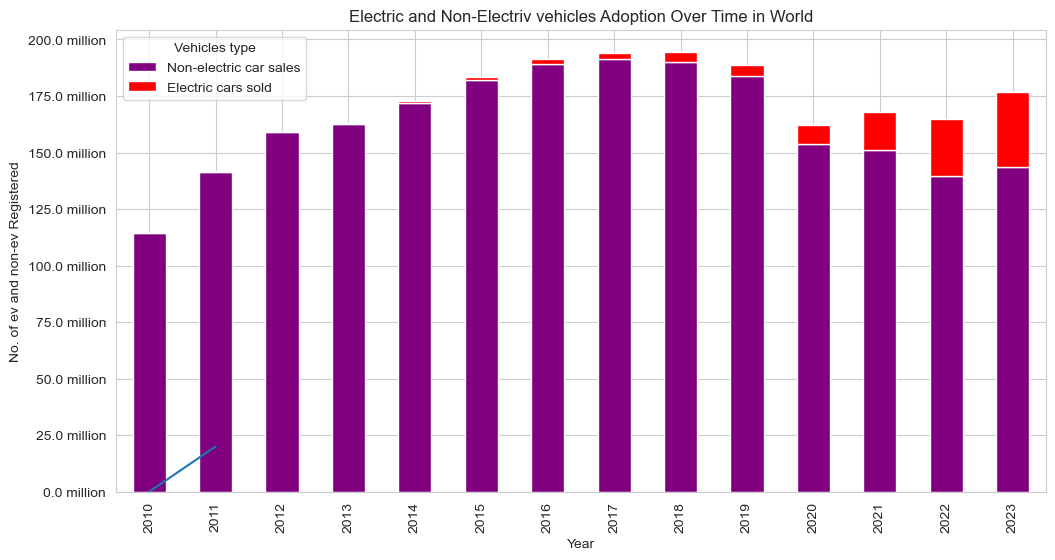 Electric and Non-Electriv vehicles Adoption Over Time in World
Vehicles type
Non-electric car sales
Electric cars sold
No. of ev and non-ev Registered
200.0 million
175.0 million
150.0 million
125.0 million
100.0 million
75.0 million
50.0 million
25.0 million
0.0 million
2010
2011
2012
2013
2014
2015
2016
2017
2018
2019
2020
2021
2022
2023
Year